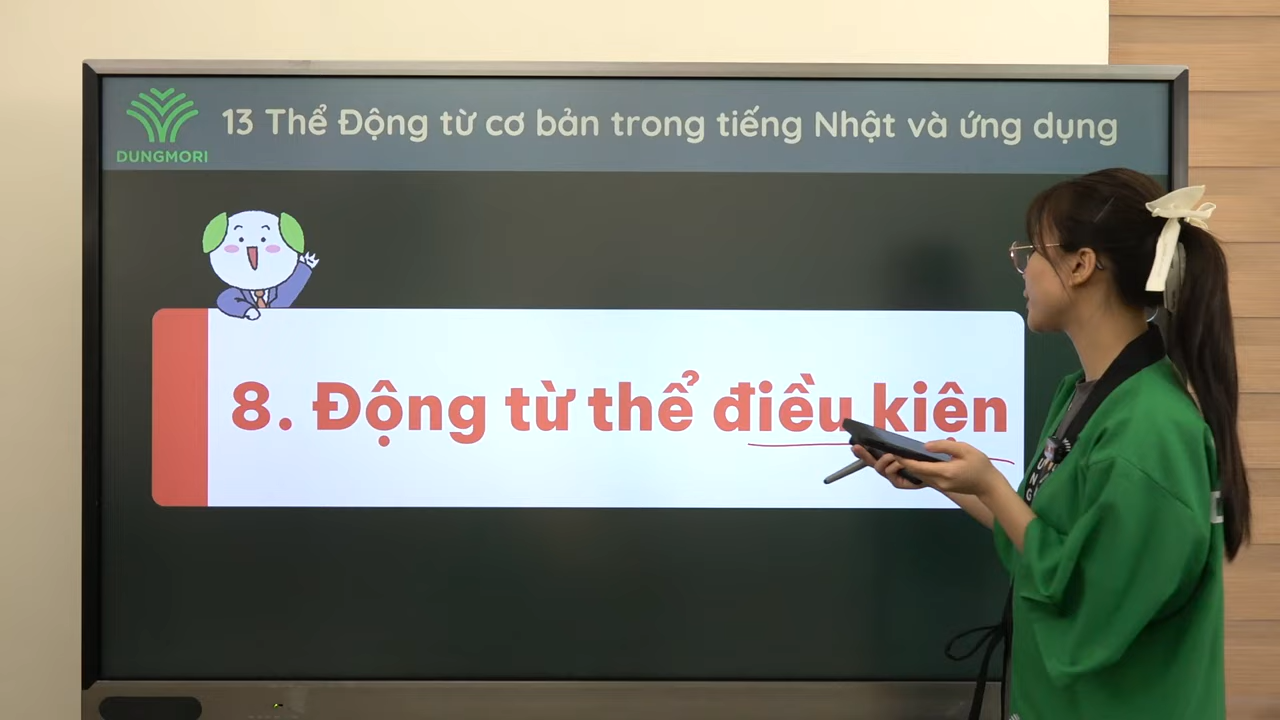 DUNGMORI
13 Thể Động từ cơ bản trong tiếng Nhật và ứng dụng
8. Động từ thể điều kiện